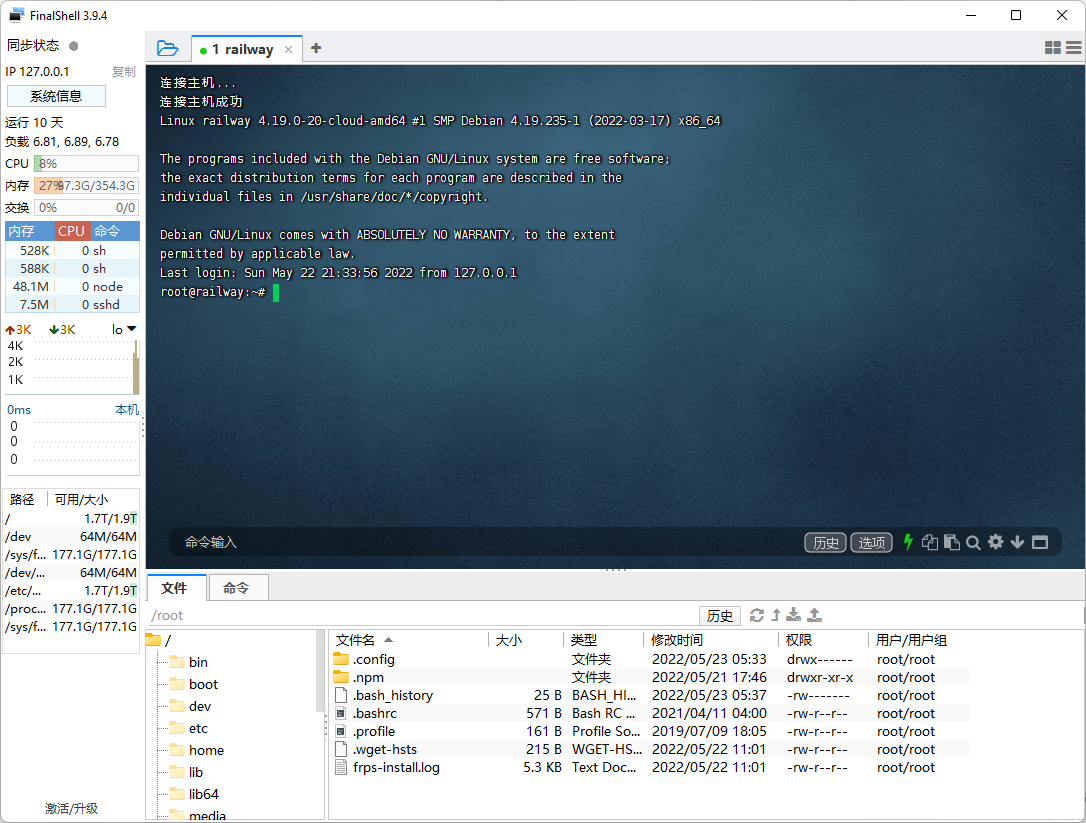 FinalShell 3.9.4
同步状态
IP 127.0.0.1 复制
系统信息
运行 10 天
负载 6.81, 6.89, 6.78
CPU 8%
内存 27% 97.3G/354.3G
交换 0% 0/0
内存 CPU 命令
528K 0 sh
588K 0 sh
48.1M 0 node
7.5M 0 sshd
3K 3K lo
4K
2K
1K
0ms 本机
0
0
0
路径 可用/大小
/ 1.7T/1.9T
/dev 64M/64M
/sys/f... 177.1G/177.1G
/dev/... 64M/64M
/etc/... 1.7T/1.9T
/proc... 177.1G/177.1G
/sys/f... 177.1G/177.1G
激活/升级
1 railway
连接主机...
连接主机成功
Linux railway 4.19.0-20-cloud-amd64 #1 SMP Debian 4.19.235-1 (2022-03-17) x86_64
The programs included with the Debian GNU/Linux system are free software;
the exact distribution terms for each program are described in the
individual files in /usr/share/doc/*/copyright.
Debian GNU/Linux comes with ABSOLUTELY NO WARRANTY, to the extent
permitted by applicable law.
Last login: Sun May 22 21:33:56 2022 from 127.0.0.1
root@railway:~#
命令输入 历史 选项
文件 命令
/root 历史
/
bin
boot
dev
etc
home
lib
lib64
media
文件名 大小 类型 修改时间 权限 用户/用户组
.config 文件夹 2022/05/23 05:33 drwx------ root/root
.npm 文件夹 2022/05/21 17:46 drwxr-xr-x root/root
.bash_history 25 B BASH_HI... 2022/05/23 05:37 -rw------- root/root
.bashrc 571 B Bash RC ... 2021/04/11 04:00 -rw-r--r-- root/root
.profile 161 B Profile So... 2019/07/09 18:05 -rw-r--r-- root/root
.wget-hsts 215 B WGET-HS... 2022/05/22 11:01 -rw-r--r-- root/root
frps-install.log 5.3 KB Text Doc... 2022/05/22 11:01 -rw-r--r-- root/root